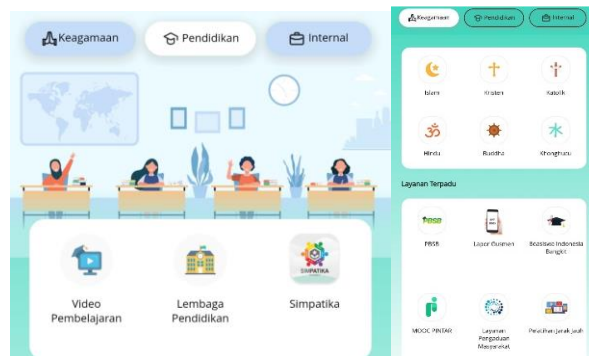 Keagamaan
Pendidikan
Internal
SIMPATIKA
Video
Pembelajaran
Lembaga
Pendidikan
Simpatika
Keagamaan
Pendidikan
Internal
Islam
Kristen
Katolik
Hindu
Buddha
Khonghucu
Layanan Terpadu
PBSB
PBSB
Lapor Gusmen
Beasiswa Indonesia
Bangkit
MOOC PINTAR
Layanan
Pengaduan
Masyarakat
Pelatihan Jarak Jauh